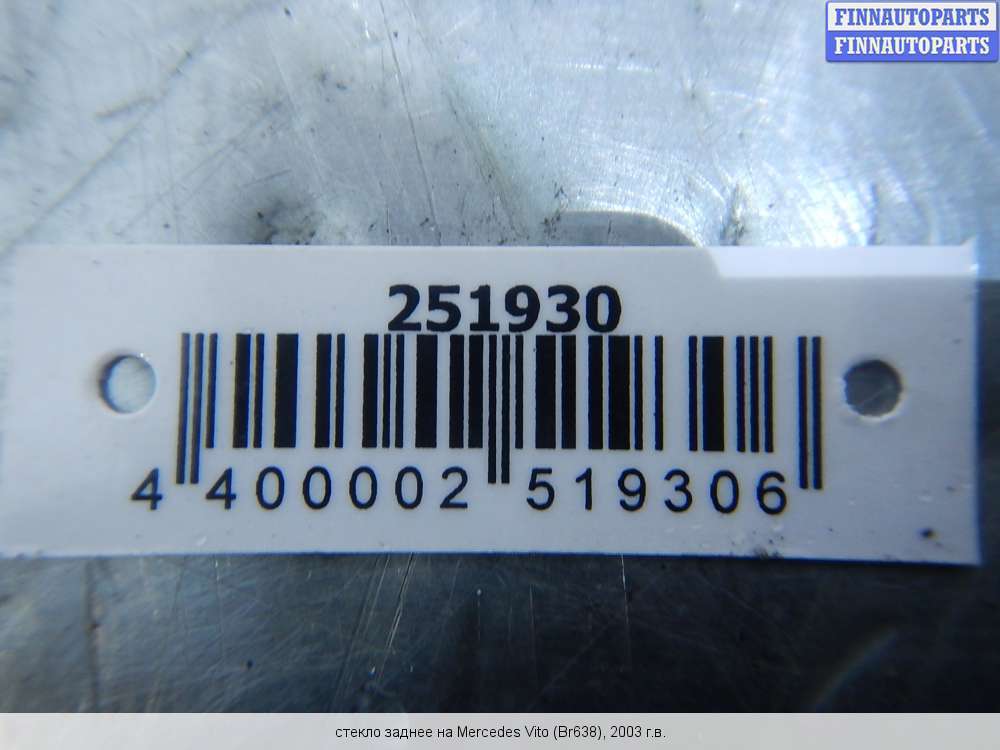 FINNAUTOPARTS
FINNAUTOPARTS
251930
4 400002 519306
стекло заднее на Mercedes Vito (Br638), 2003 г.в.